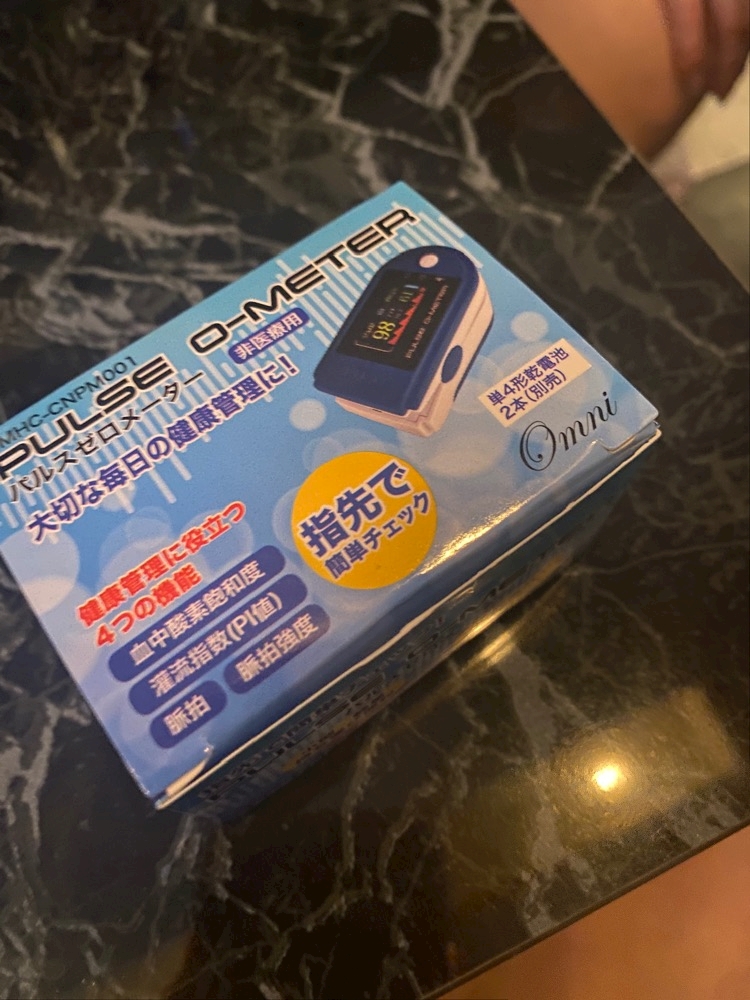 MHC-CNPM001
PULSE O-METER
パルスゼロメーター
非医療用
大切な毎日の健康管理に!
98
PULSE O-METER
単4形乾電池
2本(別売)
Omni
指先で
簡単チェック
健康管理に役立つ
4つの機能
血中酸素飽和度
灌流指数(PI値)
脈拍
脈拍強度